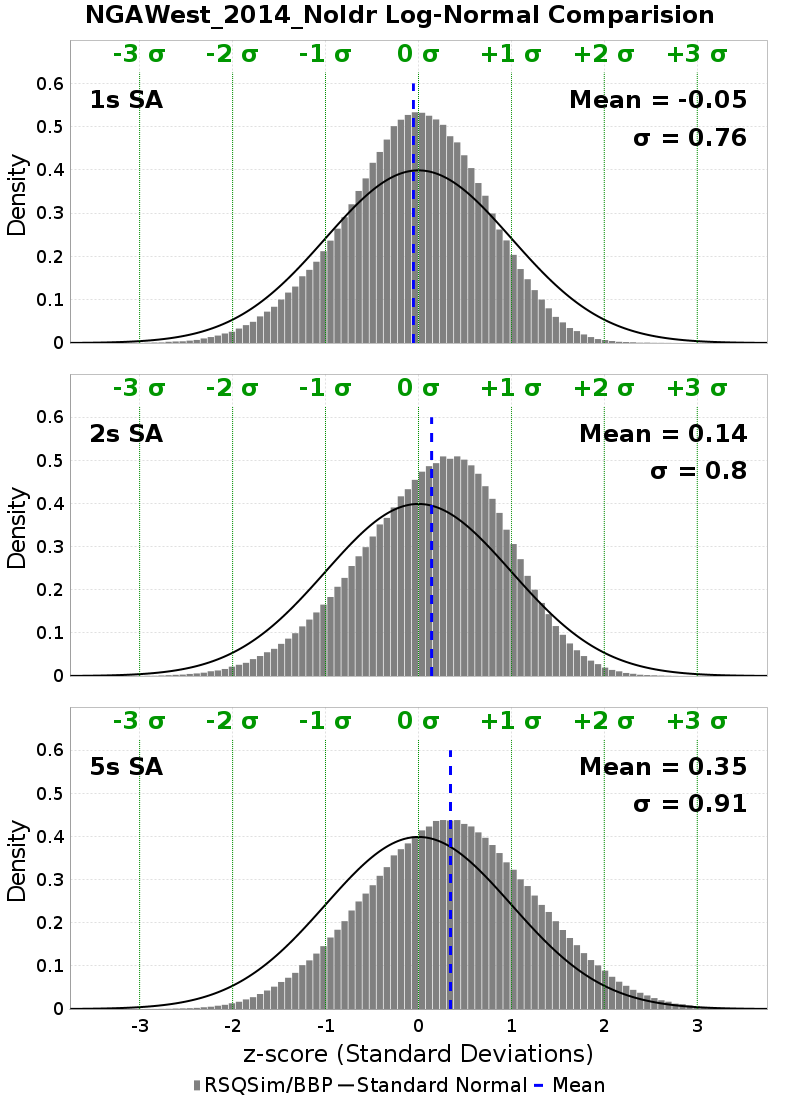 NGAWest_2014_NoIdr Log-Normal Comparision
-3 σ -2 σ -1 σ 0 σ +1 σ +2 σ +3 σ
0.6
1s SA Mean = -0.05
0.5
σ = 0.76
0.4
0.3
0.2
0.1
0
Density
-3 σ -2 σ -1 σ 0 σ +1 σ +2 σ +3 σ
0.6
2s SA Mean = 0.14
0.5
σ = 0.8
0.4
0.3
0.2
0.1
0
Density
-3 σ -2 σ -1 σ 0 σ +1 σ +2 σ +3 σ
0.6
5s SA Mean = 0.35
0.5
σ = 0.91
0.4
0.3
0.2
0.1
0
Density
-3 -2 -1 0 1 2 3
z-score (Standard Deviations)
RSQSim/BBP Standard Normal Mean